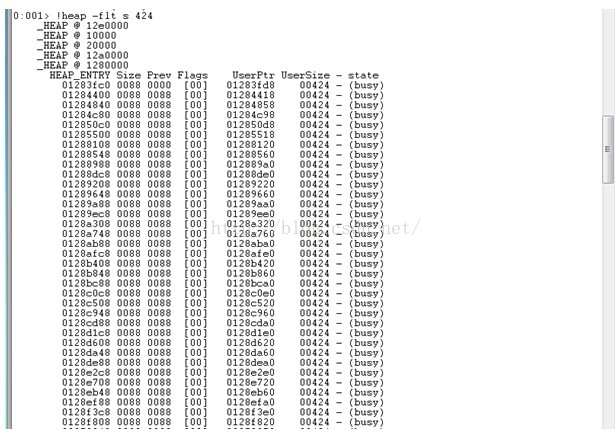 0:001> !heap -flt s 424
_HEAP @ 12e0000
_HEAP @ 10000
_HEAP @ 20000
_HEAP @ 12a0000
_HEAP @ 1280000
HEAP_ENTRY Size Prev Flags UserPtr UserSize - state
01283fc0 0088 0000 [00] 01283fd8 00424 - (busy)
01284400 0088 0088 [00] 01284418 00424 - (busy)
01284840 0088 0088 [00] 01284858 00424 - (busy)
01284c80 0088 0088 [00] 01284c98 00424 - (busy)
012850c0 0088 0088 [00] 012850d8 00424 - (busy)
01285500 0088 0088 [00] 01285518 00424 - (busy)
01288108 0088 0088 [00] 01288120 00424 - (busy)
01288548 0088 0088 [00] 01288560 00424 - (busy)
01288988 0088 0088 [00] 012889a0 00424 - (busy)
01288dc8 0088 0088 [00] 01288de0 00424 - (busy)
01289208 0088 0088 [00] 01289220 00424 - (busy)
01289648 0088 0088 [00] 01289660 00424 - (busy)
01289a88 0088 0088 [00] 01289aa0 00424 - (busy)
01289ec8 0088 0088 [00] 01289ee0 00424 - (busy)
0128a308 0088 0088 [00] 0128a320 00424 - (busy)
0128a748 0088 0088 [00] 0128a760 00424 - (busy)
0128ab88 0088 0088 [00] 0128aba0 00424 - (busy)
0128afc8 0088 0088 [00] 0128afe0 00424 - (busy)
0128b408 0088 0088 [00] 0128b420 00424 - (busy)
0128b848 0088 0088 [00] 0128b860 00424 - (busy)
0128bc88 0088 0088 [00] 0128bca0 00424 - (busy)
0128c0c8 0088 0088 [00] 0128c0e0 00424 - (busy)
0128c508 0088 0088 [00] 0128c520 00424 - (busy)
0128c948 0088 0088 [00] 0128c960 00424 - (busy)
0128cd88 0088 0088 [00] 0128cda0 00424 - (busy)
0128d1c8 0088 0088 [00] 0128d1e0 00424 - (busy)
0128d608 0088 0088 [00] 0128d620 00424 - (busy)
0128da48 0088 0088 [00] 0128da60 00424 - (busy)
0128de88 0088 0088 [00] 0128dea0 00424 - (busy)
0128e2c8 0088 0088 [00] 0128e2e0 00424 - (busy)
0128e708 0088 0088 [00] 0128e720 00424 - (busy)
0128eb48 0088 0088 [00] 0128eb60 00424 - (busy)
0128ef88 0088 0088 [00] 0128efa0 00424 - (busy)
0128f3c8 0088 0088 [00] 0128f3e0 00424 - (busy)
0128f808 0088 0088 [00] 0128f820 00424 - (busy)